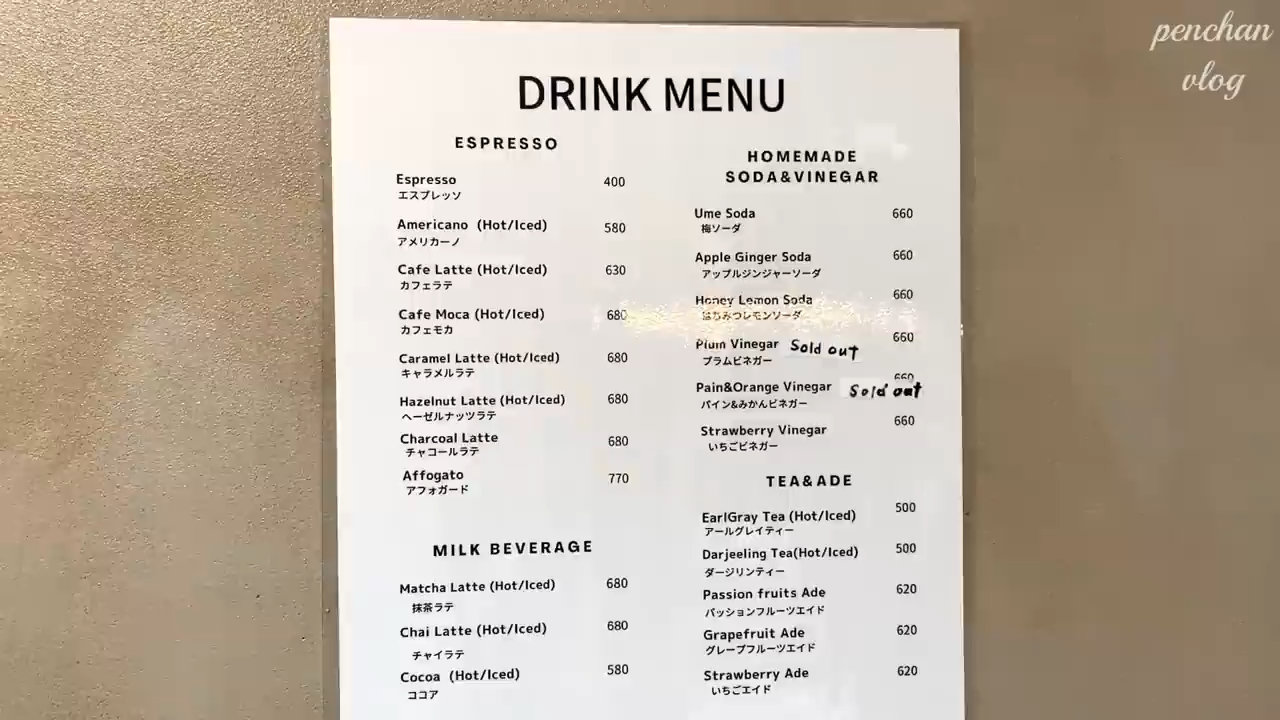 penchan
vlog
DRINK MENU
ESPRESSO
Espresso 400
エスプレッソ
Americano (Hot/Iced) 580
アメリカーノ
Cafe Latte (Hot/Iced) 630
カフェラテ
Cafe Moca (Hot/Iced) 680
カフェモカ
Caramel Latte (Hot/Iced) 680
キャラメルラテ
Hazelnut Latte (Hot/Iced) 680
ヘーゼルナッツラテ
Charcoal Latte 680
チャコールラテ
Affogato 770
アフォガード
MILK BEVERAGE
Matcha Latte (Hot/Iced) 680
抹茶ラテ
Chai Latte (Hot/Iced) 680
チャイラテ
Cocoa (Hot/Iced) 580
ココア
HOMEMADE
SODA&VINEGAR
Ume Soda 660
梅ソーダ
Apple Ginger Soda 660
アップルジンジャーソーダ
Honey Lemon Soda 660
はちみつレモンソーダ
Plum Vinegar Sold out 660
プラムビネガー
Pain&Orange Vinegar Sold out 660
パイン&みかんビネガー
Strawberry Vinegar 660
いちごビネガー
TEA&ADE
EarlGray Tea (Hot/Iced) 500
アールグレイティー
Darjeeling Tea(Hot/Iced) 500
ダージリンティー
Passion fruits Ade 620
パッションフルーツエイド
Grapefruit Ade 620
グレープフルーツエイド
Strawberry Ade 620
いちごエイド